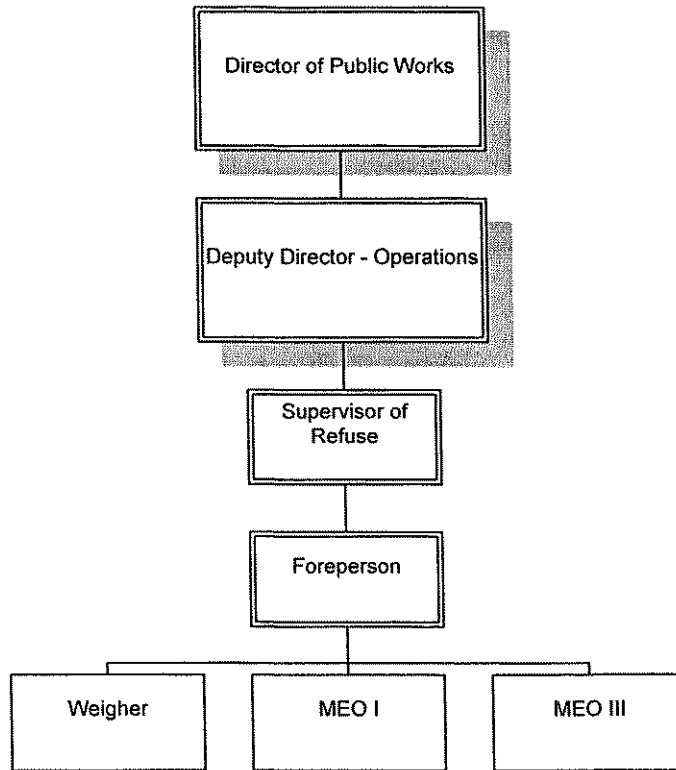 Director of Public Works
Deputy Director - Operations
Supervisor of
Refuse
Foreperson
Weigher
MEO I
MEO III